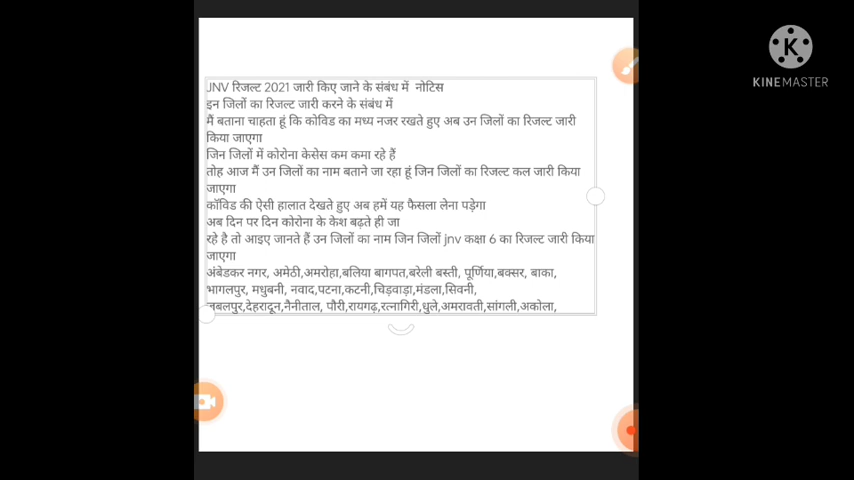 JNV रिजल्ट 2021 जारी किए जाने के संबंध में नोटिस
इन जिलों का रिजल्ट जारी करने के संबंध में
मैं बताना चाहता हूं कि कोविड का मध्य नजर रखते हुए अब उन जिलों का रिजल्ट जारी
किया जाएगा
जिन जिलों में कोरोना केसेस कम कमा रहे हैं
तोह आज मैं उन जिलों का नाम बताने जा रहा हूं जिन जिलों का रिजल्ट कल जारी किया
जाएगा
कॉविड की ऐसी हालात देखते हुए अब हमें यह फैसला लेना पड़ेगा
अब दिन पर दिन कोरोना के केश बढ़ते ही जा
रहे है तो आइए जानते हैं उन जिलों का नाम जिन जिलों jnv कक्षा 6 का रिजल्ट जारी किया
जाएगा
अंबेडकर नगर, अमेठी,अमरोहा,बलिया बागपत,बरेली बस्ती, पूर्णिया,बक्सर, बाका,
भागलपुर, मधुबनी, नवाद,पटना,कटनी,चिड़वाड़ा,मंडला,सिवनी,
जबलपुर,देहरादून,नैनीताल, पौरी,रायगढ़,रत्नागिरी,धुले,अमरावती,सांगली,अकोला,
K
KINEMASTER